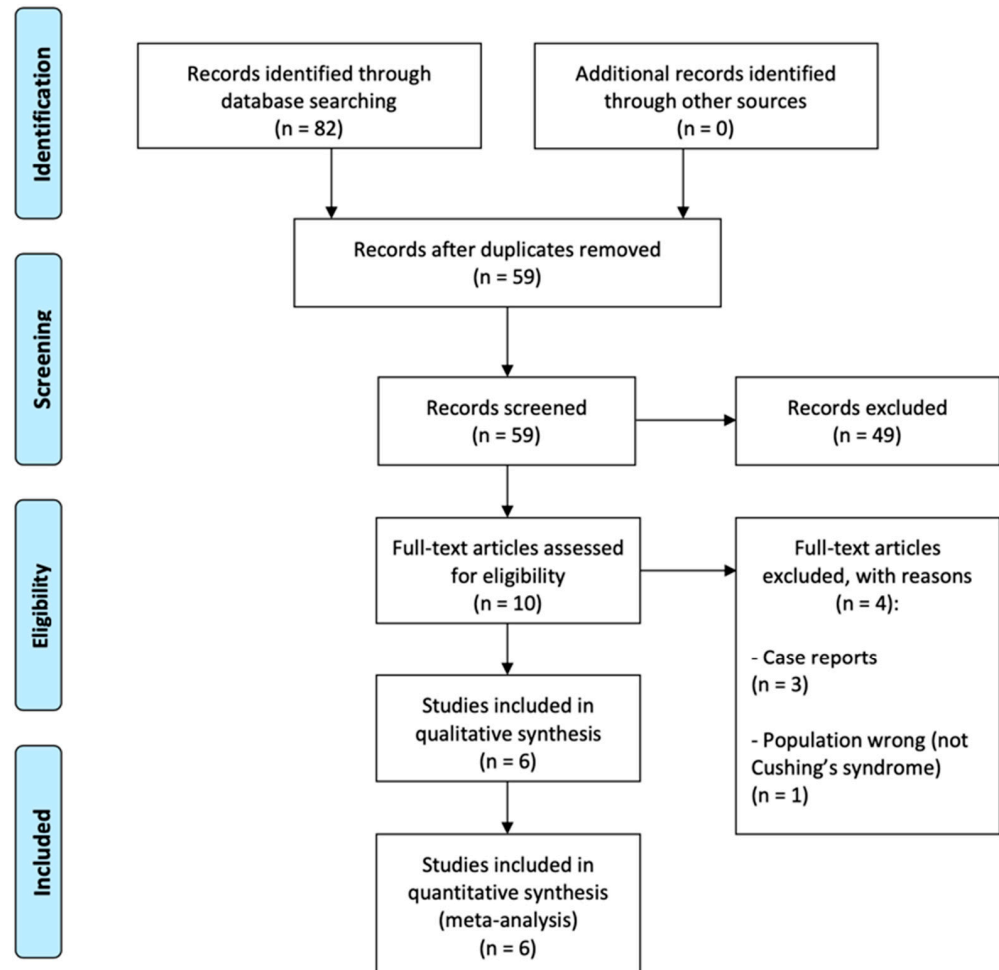 Identification
Records identified through
database searching
(n = 82)
Additional records identified
through other sources
(n = 0)
Records after duplicates removed
(n = 59)
Screening
Records screened
(n = 59)
Records excluded
(n = 49)
Eligibility
Full-text articles assessed
for eligibility
(n = 10)
Full-text articles
excluded, with reasons
(n = 4):
- Case reports
(n = 3)
- Population wrong (not
Cushing's syndrome)
(n = 1)
Studies included in
qualitative synthesis
(n = 6)
Included
Studies included in
quantitative synthesis
(meta-analysis)
(n = 6)